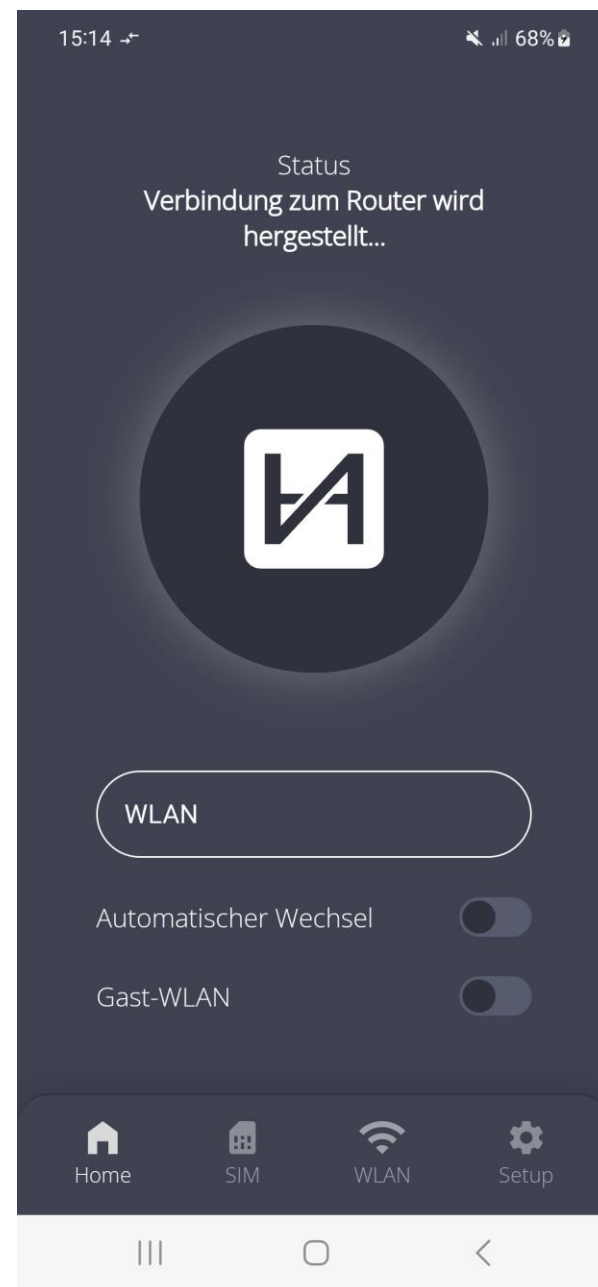 15:14
68%
Status
Verbindung zum Router wird
hergestellt...
WLAN
Automatischer Wechsel
Gast-WLAN
Home SIM WLAN Setup